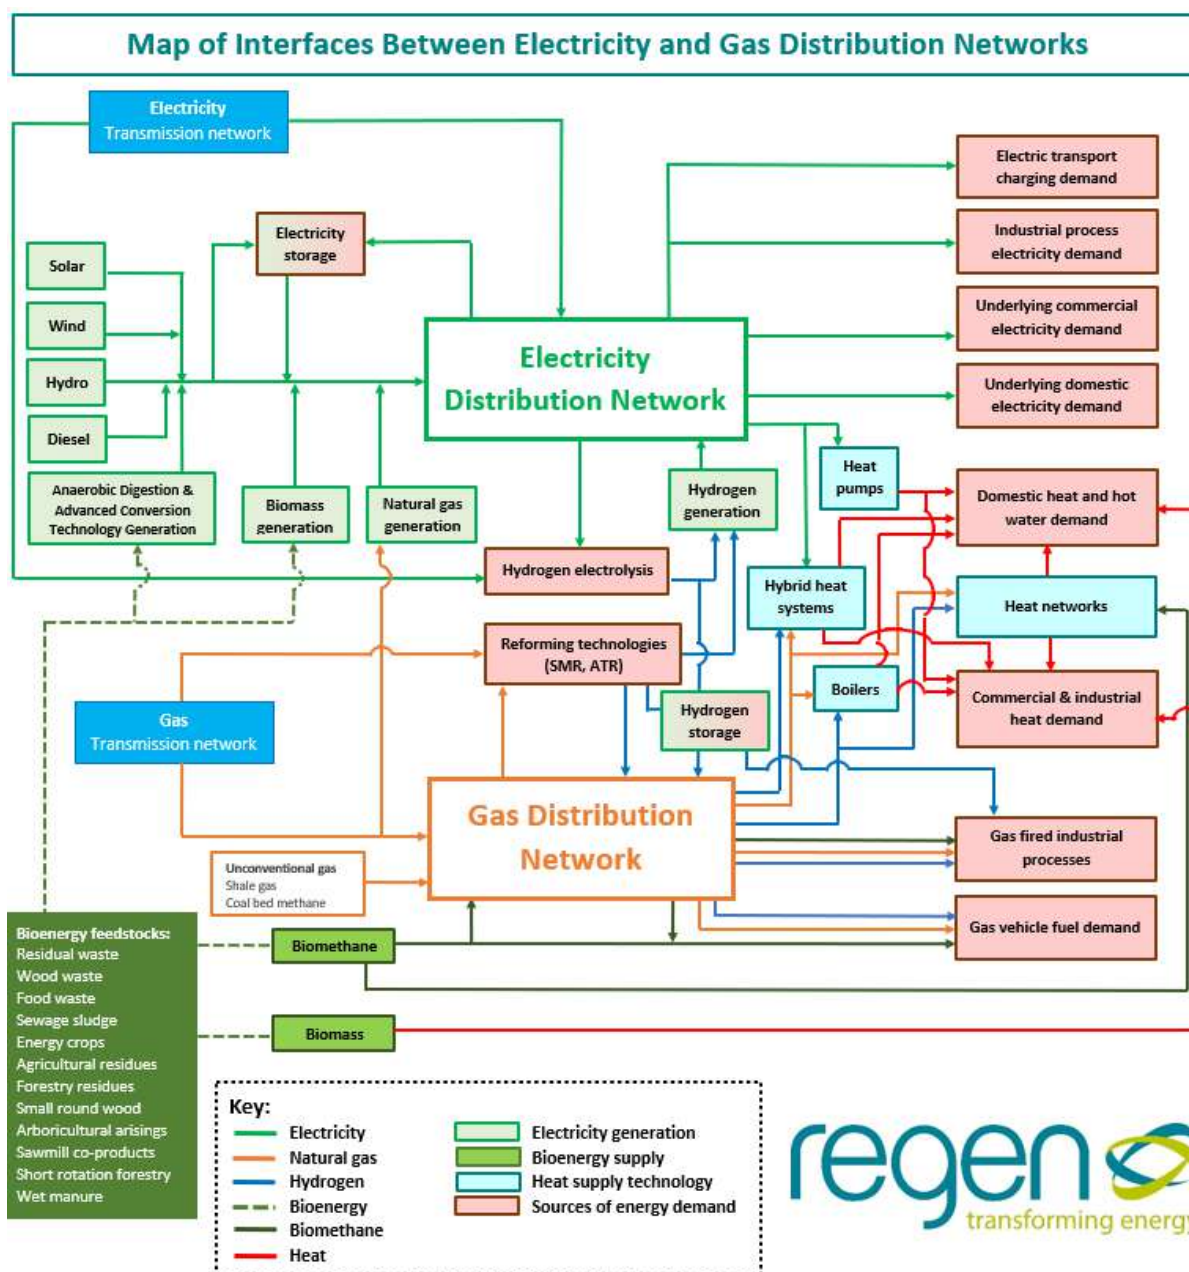 Map of Interfaces Between Electricity and Gas Distribution Networks
Electricity
Transmission network
Electric transport
charging demand
Electricity
storage
Industrial process
electricity demand
Solar
Wind
Hydro
Diesel
Underlying commercial
electricity demand
Electricity
Distribution Network
Underlying domestic
electricity demand
Anaerobic Digestion &
Advanced Conversion
Technology Generation
Biomass
generation
Natural gas
generation
Hydrogen
generation
Heat
pumps
Domestic heat and hot
water demand
Hydrogen electrolysis
Hybrid heat
systems
Heat networks
Reforming technologies
(SMR, ATR)
Boilers
Commercial & industrial
heat demand
Gas
Transmission network
Hydrogen
storage
Gas Distribution
Network
Gas fired industrial
processes
Unconventional gas
Shale gas
Coal bed methane
Gas vehicle fuel demand
Biomethane
Biomass
Bioenergy feedstocks:
Residual waste
Wood waste
Food waste
Sewage sludge
Energy crops
Agricultural residues
Forestry residues
Small round wood
Arboricultural arisings
Sawmill co-products
Short rotation forestry
Wet manure
Key:
Electricity
Natural gas
Hydrogen
Bioenergy
Biomethane
Heat
Electricity generation
Bioenergy supply
Heat supply technology
Sources of energy demand
regen
transforming energy